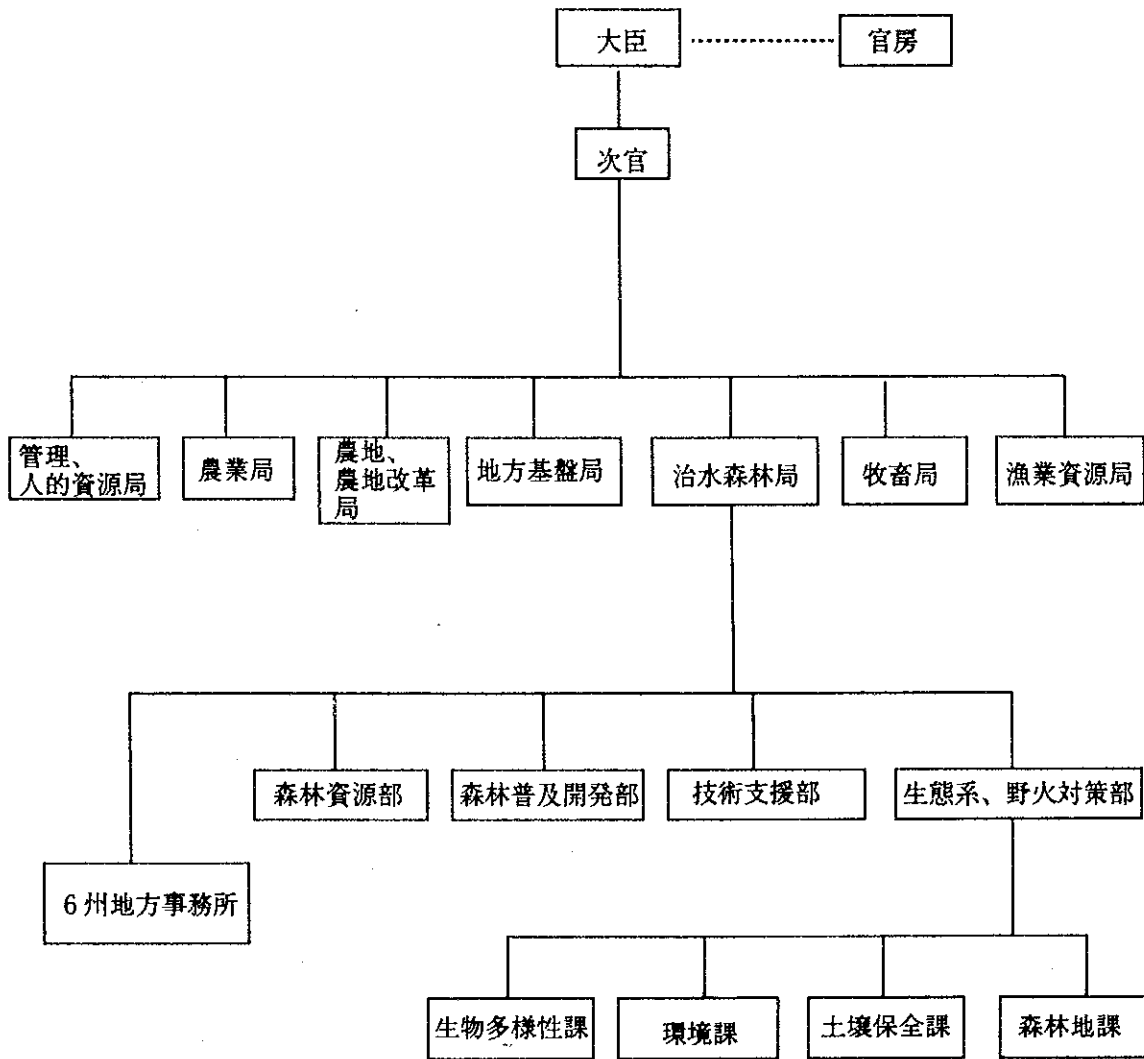 大臣
官房
次官
管理、
人的資源局
農業局
農地、
農地改革
局
地方基盤局
治水森林局
牧畜局
漁業資源局
森林資源部
森林普及開発部
技術支援部
生態系、野火対策部
6州地方事務所
生物多様性課
環境課
土壌保全課
森林地課